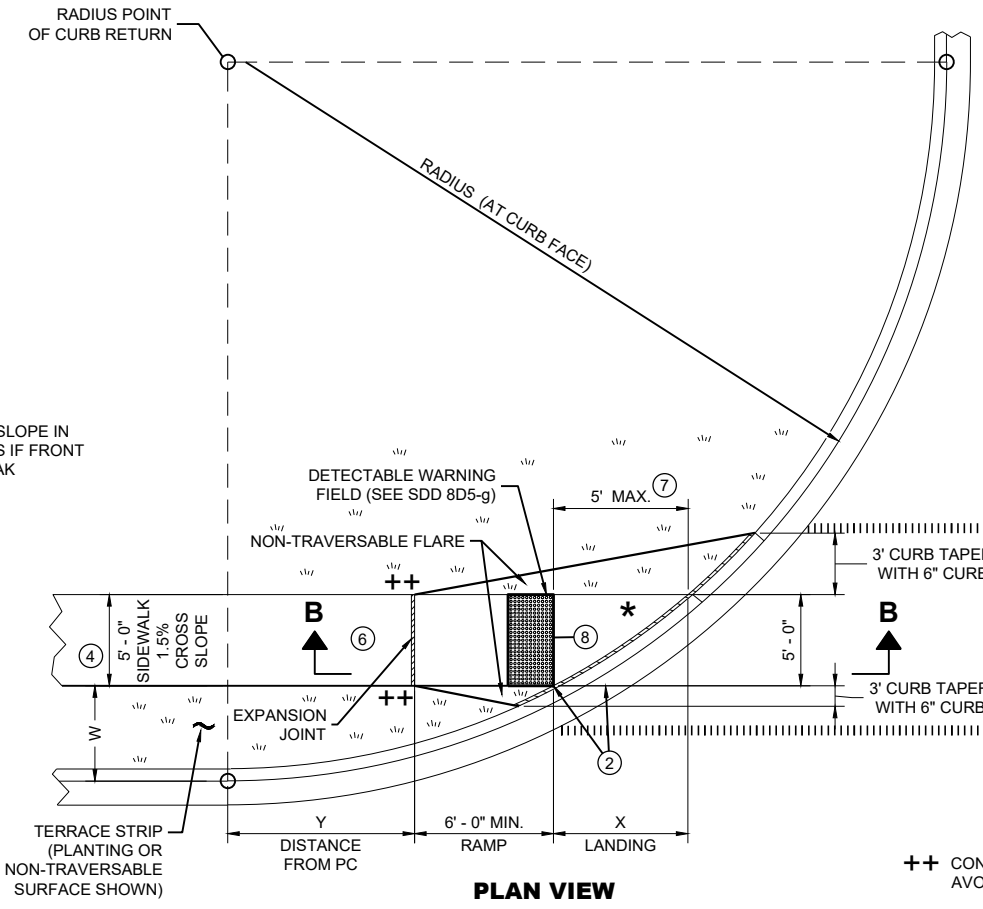 RADIUS POINT
OF CURB RETURN
RADIUS (AT CURB FACE)
SLOPE IN
S IF FRONT
AK
DETECTABLE WARNING
FIELD (SEE SDD 8D5-g)
5' MAX.
7
NON-TRAVERSABLE FLARE
3' CURB TAPER
WITH 6" CURB
++
B
6
4
5' - 0"
SIDEWALK
1.5%
CROSS
SLOPE
*
8
5' - 0"
B
++
3' CURB TAPER
WITH 6" CURB
W
EXPANSION
JOINT
2
Y
DISTANCE
FROM PC
6' - 0" MIN.
RAMP
X
LANDING
TERRACE STRIP
(PLANTING OR
NON-TRAVERSABLE
SURFACE SHOWN)
PLAN VIEW
++ CON
AVO